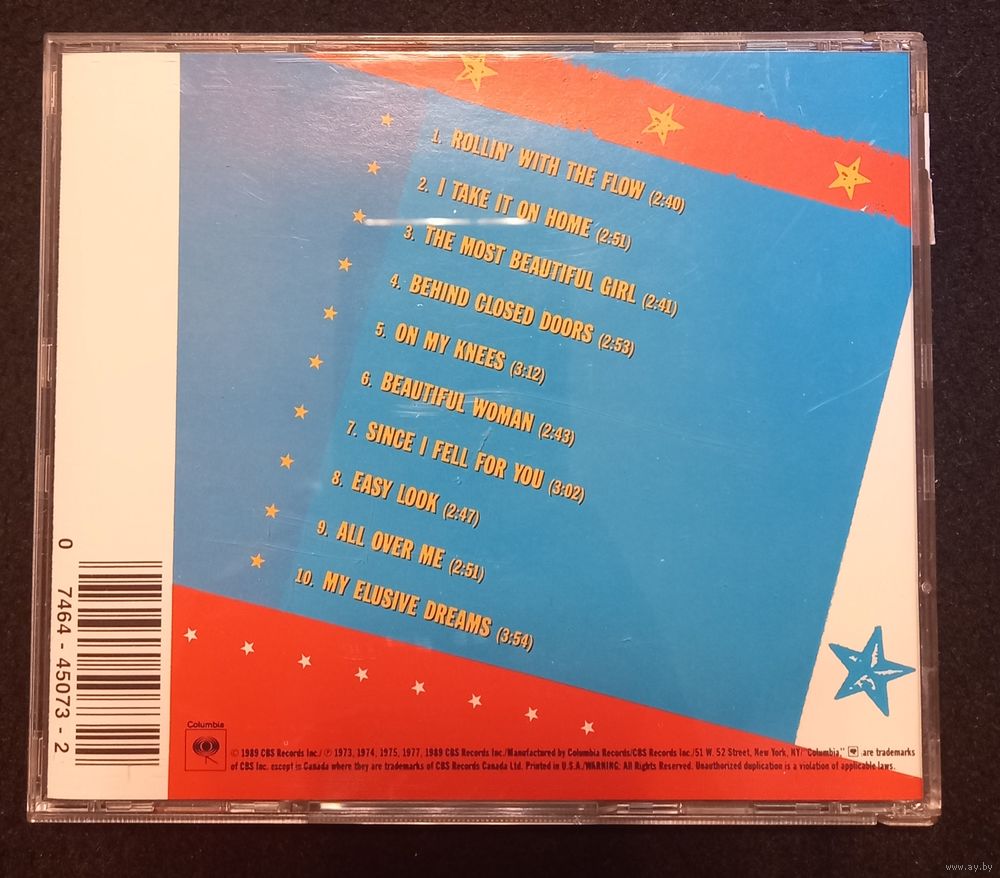 1. ROLLIN' WITH THE FLOW (2:40)
2. I TAKE IT ON HOME (2:51)
3. THE MOST BEAUTIFUL GIRL (2:41)
4. BEHIND CLOSED DOORS (2:53)
5. ON MY KNEES (3:12)
6. BEAUTIFUL WOMAN (2:43)
7. SINCE I FELL FOR YOU (3:02)
8. EASY LOOK (2:47)
9. ALL OVER ME (2:51)
10. MY ELUSIVE DREAMS (3:54)
0 7464-45073-2
Columbia
© 1989 CBS Records Inc./ ℗ 1973, 1974, 1975, 1977, 1989 CBS Records Inc./Manufactured by Columbia Records/CBS Records Inc./51 W. 52 Street, New York, NY/ "Columbia" are trademarks
of CBS Inc. except in Canada where they are trademarks of CBS Records Canada Ltd. Printed in U.S.A./WARNING: All Rights Reserved. Unauthorized duplication is a violation of applicable laws.
www.ay.by